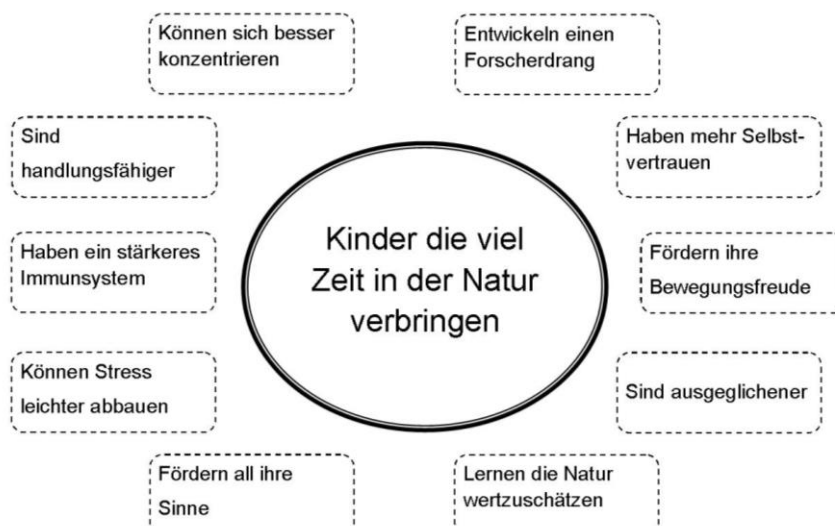 Können sich besser
konzentrieren
Entwickeln einen
Forscherdrang
Sind
handlungsfähiger
Haben mehr Selbst-
vertrauen
Kinder die viel
Zeit in der Natur
verbringen
Haben ein stärkeres
Immunsystem
Fördern ihre
Bewegungsfreude
Können Stress
leichter abbauen
Sind ausgeglichener
Fördern all ihre
Sinne
Lernen die Natur
wertzuschätzen